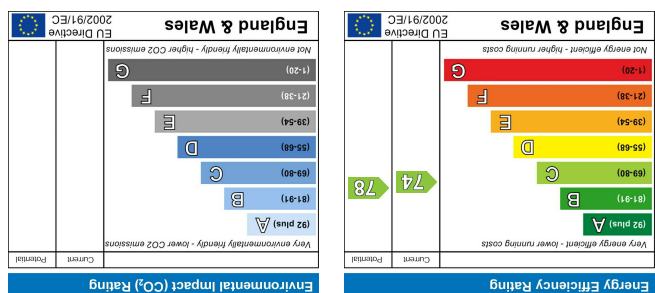 Energy Efficiency Rating
Current Potential
Very energy efficient - lower running costs
(92 plus) A
(81-91) B
(69-80) C
(55-68) D
(39-54) E
(21-38) F
(1-20) G
74
78
Not energy efficient - higher running costs
England & Wales
EU Directive
2002/91/EC
Environmental Impact (CO₂) Rating
Current Potential
Very environmentally friendly - lower CO2 emissions
(92 plus) A
(81-91) B
(69-80) C
(55-68) D
(39-54) E
(21-38) F
(1-20) G
Not environmentally friendly - higher CO2 emissions
England & Wales
EU Directive
2002/91/EC